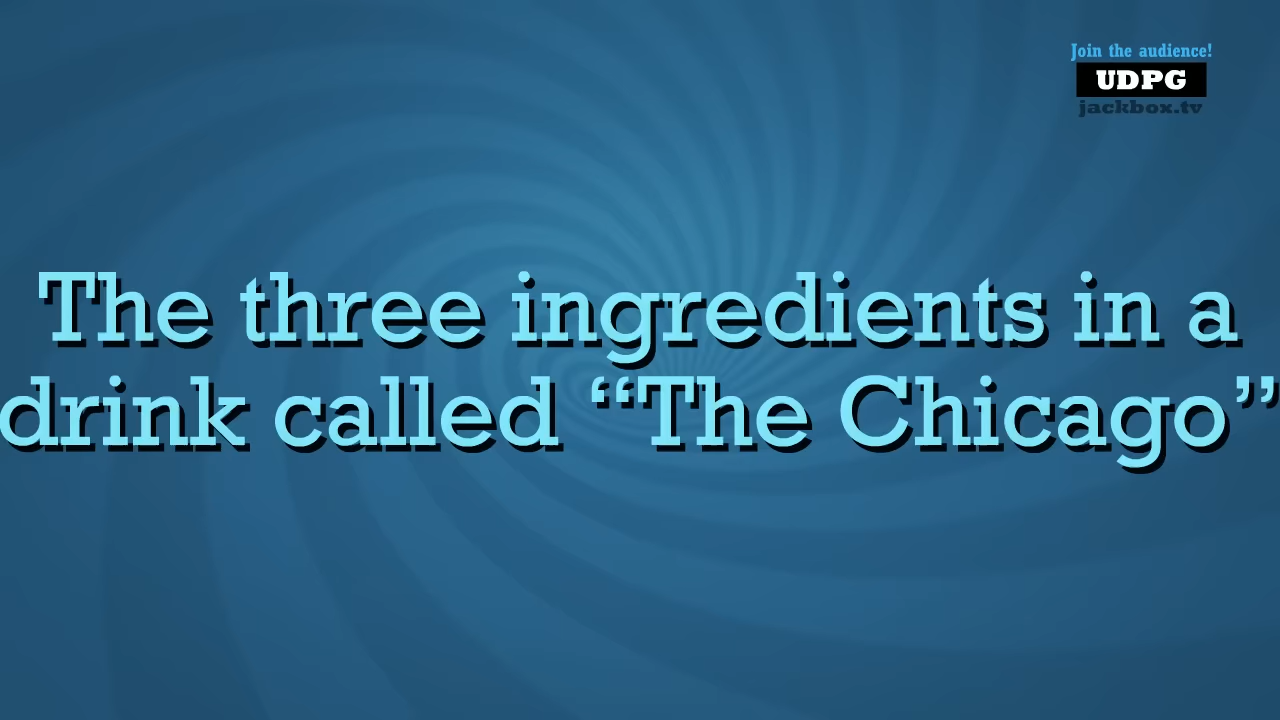 Join the audience!
UDPG
jackbox.tv
The three ingredients in a
drink called “The Chicago”